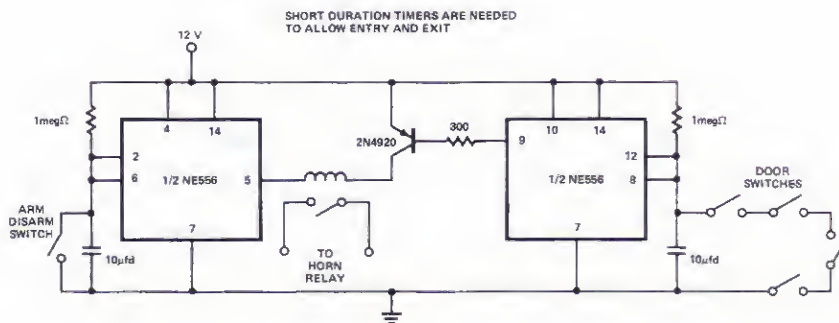 SHORT DURATION TIMERS ARE NEEDED
TO ALLOW ENTRY AND EXIT
12 V
1megΩ
4
14
2
6
1/2 NE556
5
7
ARM
DISARM
SWITCH
10μfd
2N4920
300
TO
HORN
RELAY
10
14
9
1/2 NE556
12
8
7
1megΩ
DOOR
SWITCHES
10μfd